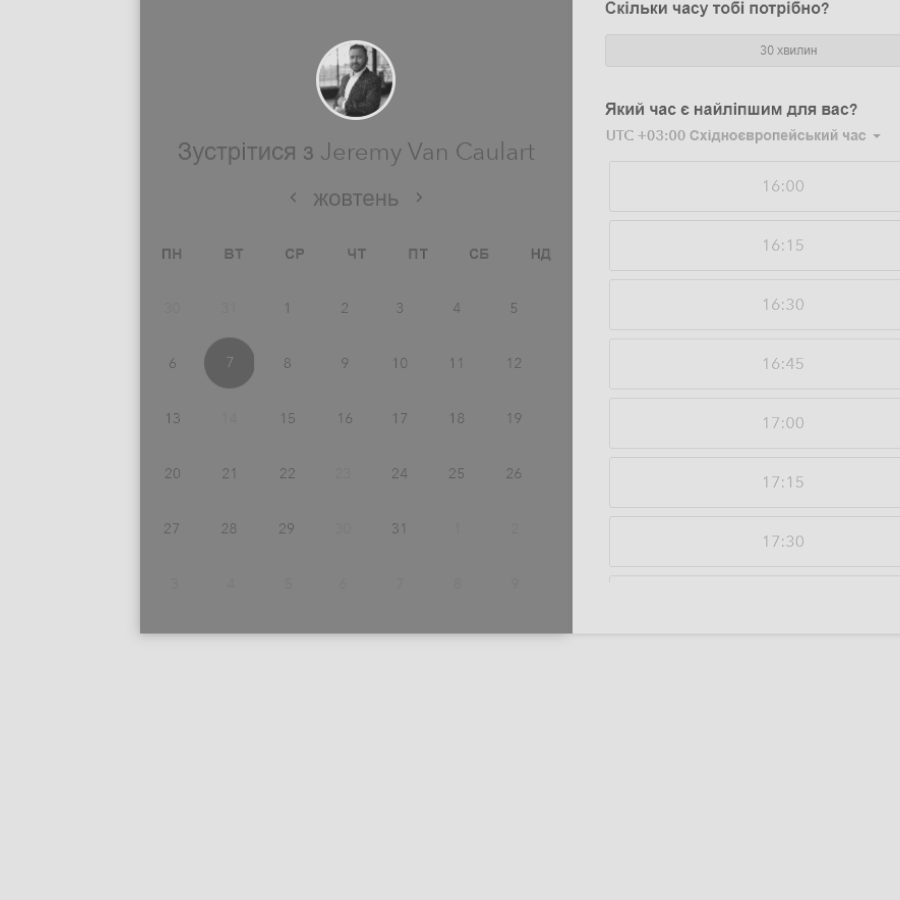 Зустрітися з Jeremy Van Caulart
жовтень
ПН ВТ СР ЧТ ПТ СБ НД
30 31 1 2 3 4 5
6 7 8 9 10 11 12
13 14 15 16 17 18 19
20 21 22 23 24 25 26
27 28 29 30 31 1 2
3 4 5 6 7 8 9
Скільки часу тобі потрібно?
30 хвилин
Який час є найліпшим для вас?
UTC +03:00 Східноєвропейський час
16:00
16:15
16:30
16:45
17:00
17:15
17:30